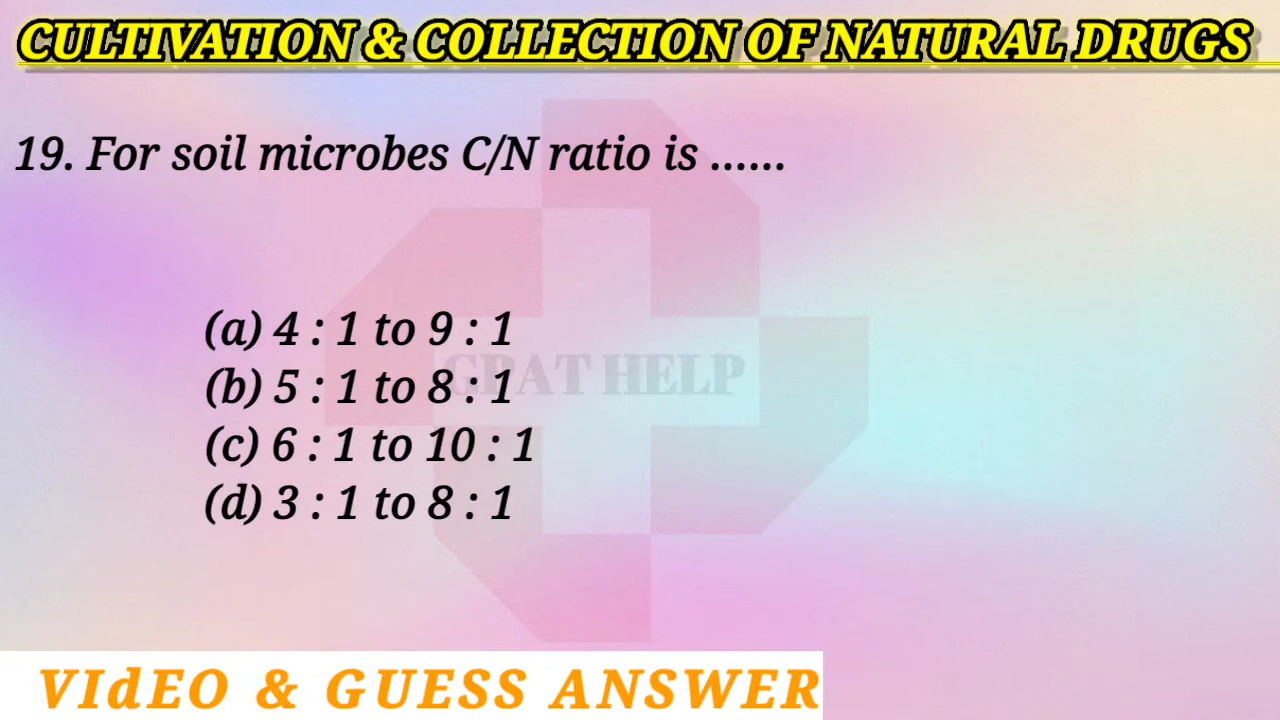 CULTIVATION & COLLECTION OF NATURAL DRUGS
19. For soil microbes C/N ratio is ......
(a) 4 : 1 to 9 : 1
GPAT HELP
(b) 5 : 1 to 8 : 1
(c) 6 : 1 to 10 : 1
(d) 3 : 1 to 8 : 1
VIdEO & GUESS ANSWER